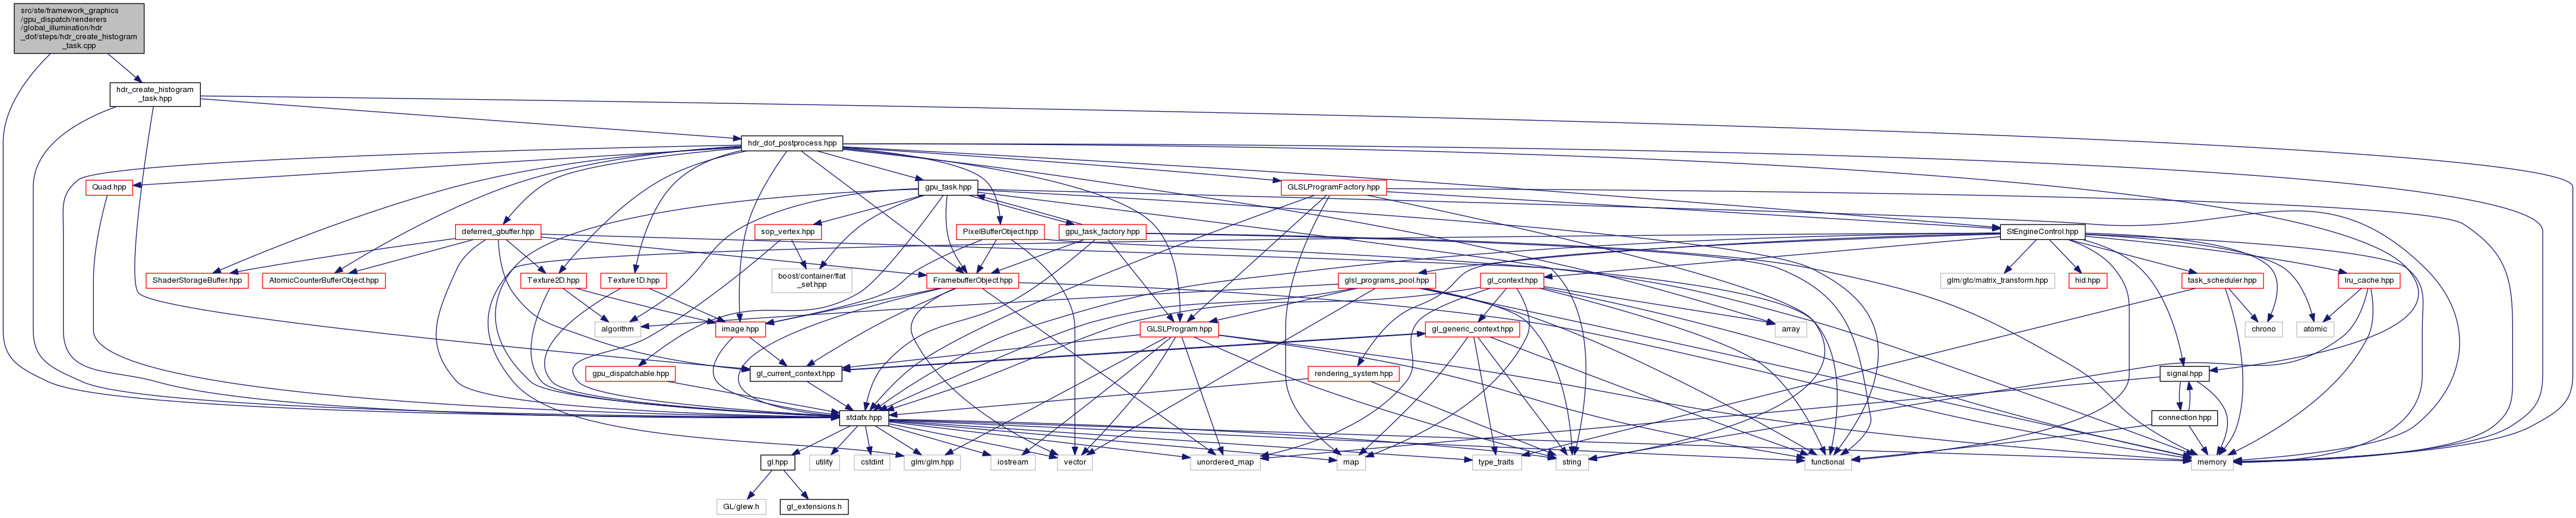 src/ste/framework_graphics
/gpu_dispatch/renderers
/global_illumination/hdr
_dof/steps/hdr_create_histogram
_task.cpp
hdr_create_histogram
_task.hpp
hdr_dof_postprocess.hpp
Quad.hpp
gpu_task.hpp
GLSLProgramFactory.hpp
deferred_gbuffer.hpp
sop_vertex.hpp
PixelBufferObject.hpp
gpu_task_factory.hpp
StEngineControl.hpp
ShaderStorageBuffer.hpp
AtomicCounterBufferObject.hpp
Texture2D.hpp
Texture1D.hpp
boost/container/flat
_set.hpp
FramebufferObject.hpp
glsl_programs_pool.hpp
gl_context.hpp
glm/gtc/matrix_transform.hpp
hid.hpp
task_scheduler.hpp
lru_cache.hpp
algorithm
image.hpp
GLSLProgram.hpp
gl_generic_context.hpp
array
chrono
atomic
gpu_dispatchable.hpp
gl_current_context.hpp
rendering_system.hpp
signal.hpp
stdafx.hpp
connection.hpp
gl.hpp
utility
cstdint
glm/glm.hpp
iostream
vector
unordered_map
map
type_traits
string
functional
memory
GL/glew.h
gl_extensions.h